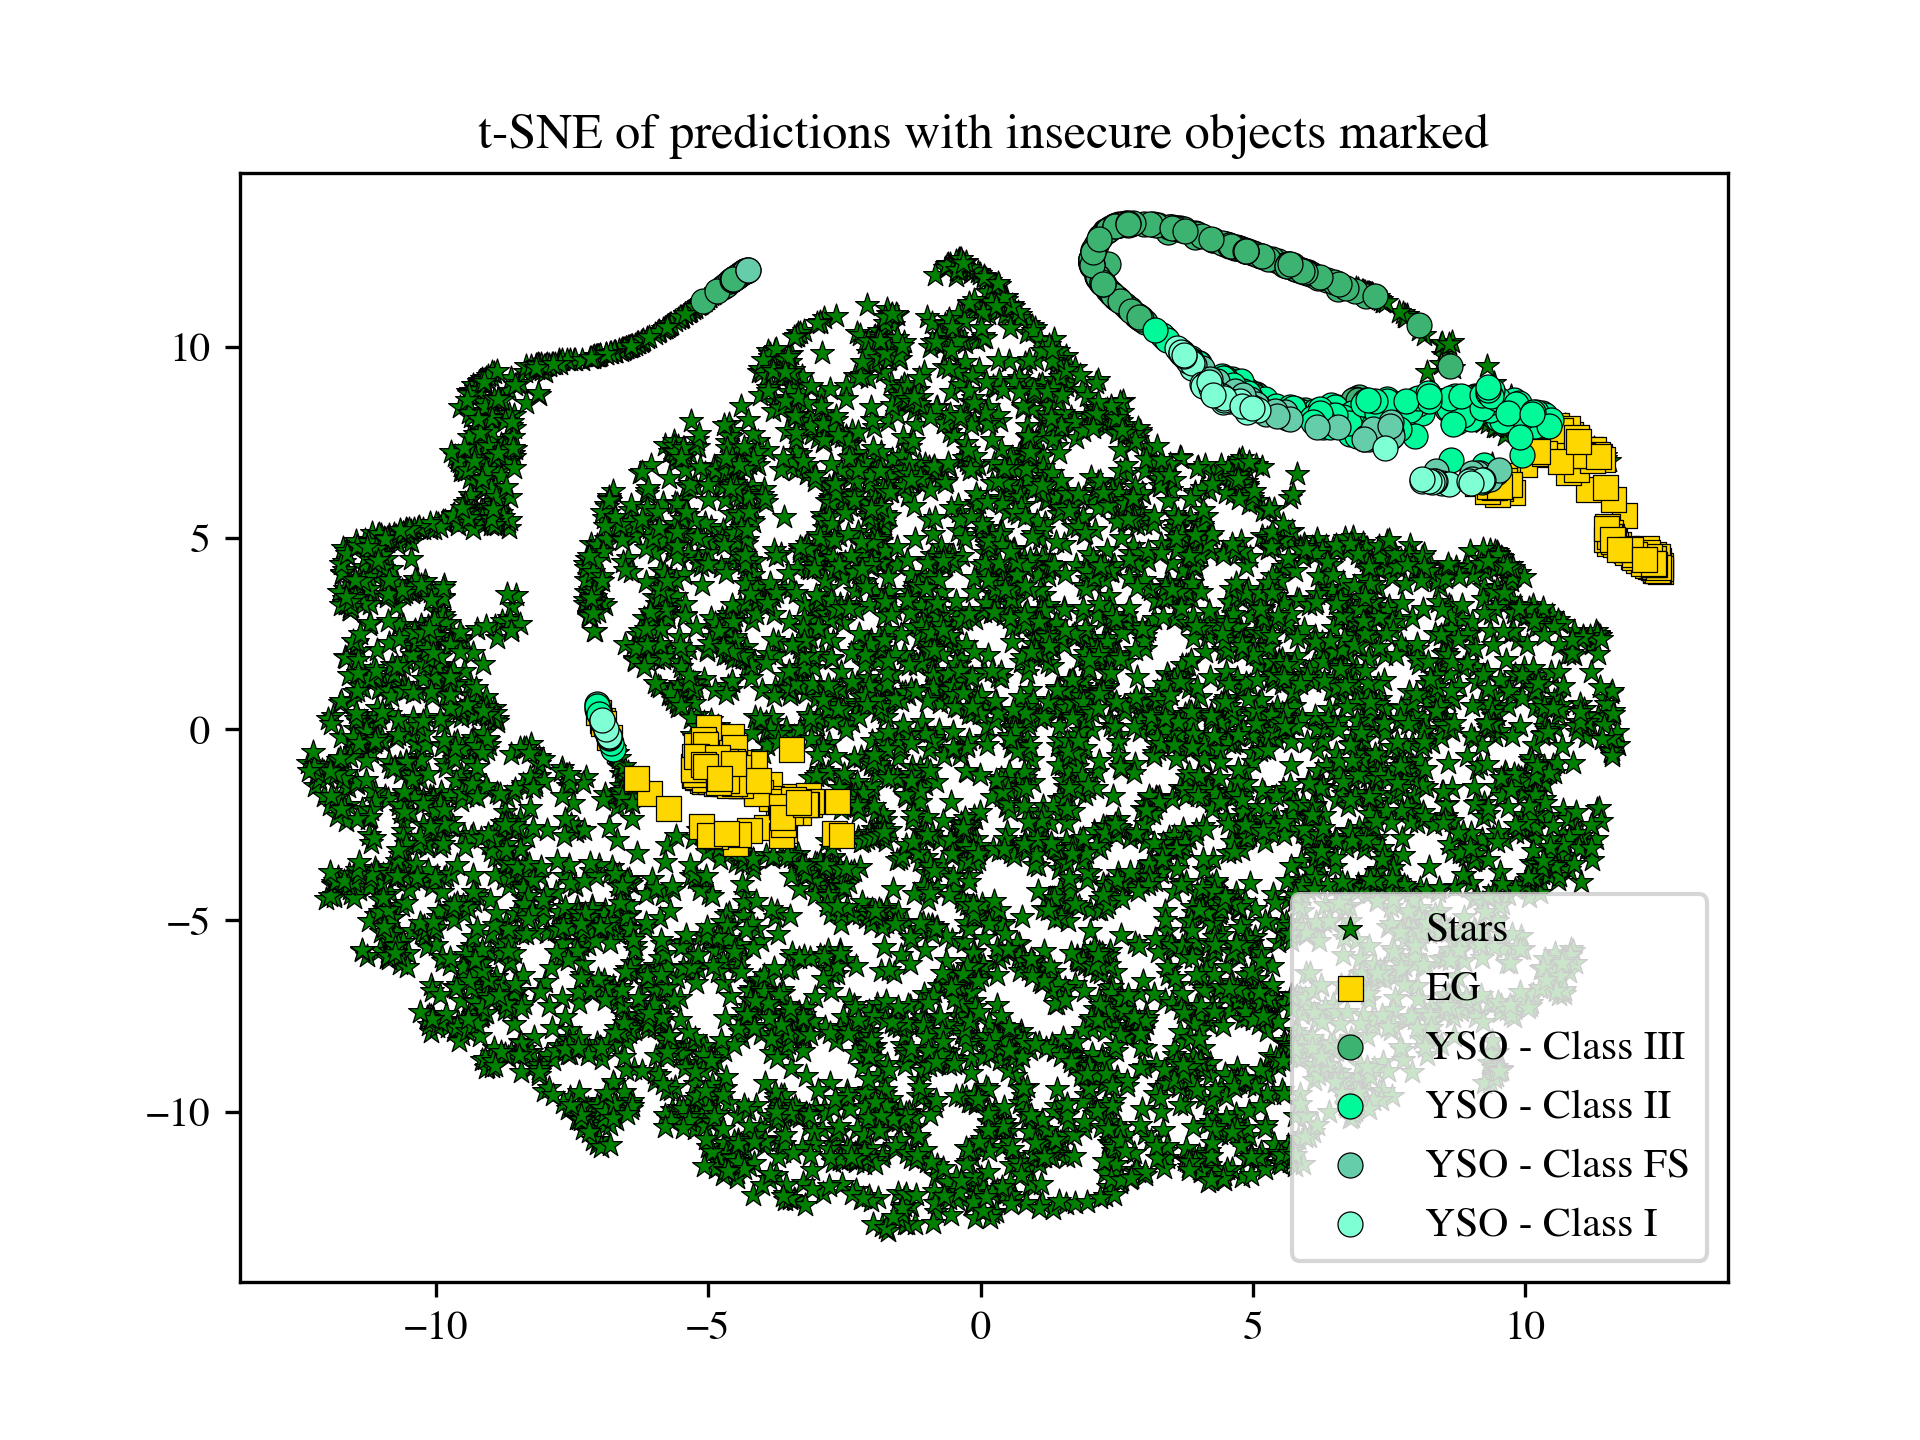 t-SNE of predictions with insecure objects marked
10
5
0
−5
−10
−10
−5
0
5
10
Stars
EG
YSO - Class III
YSO - Class II
YSO - Class FS
YSO - Class I